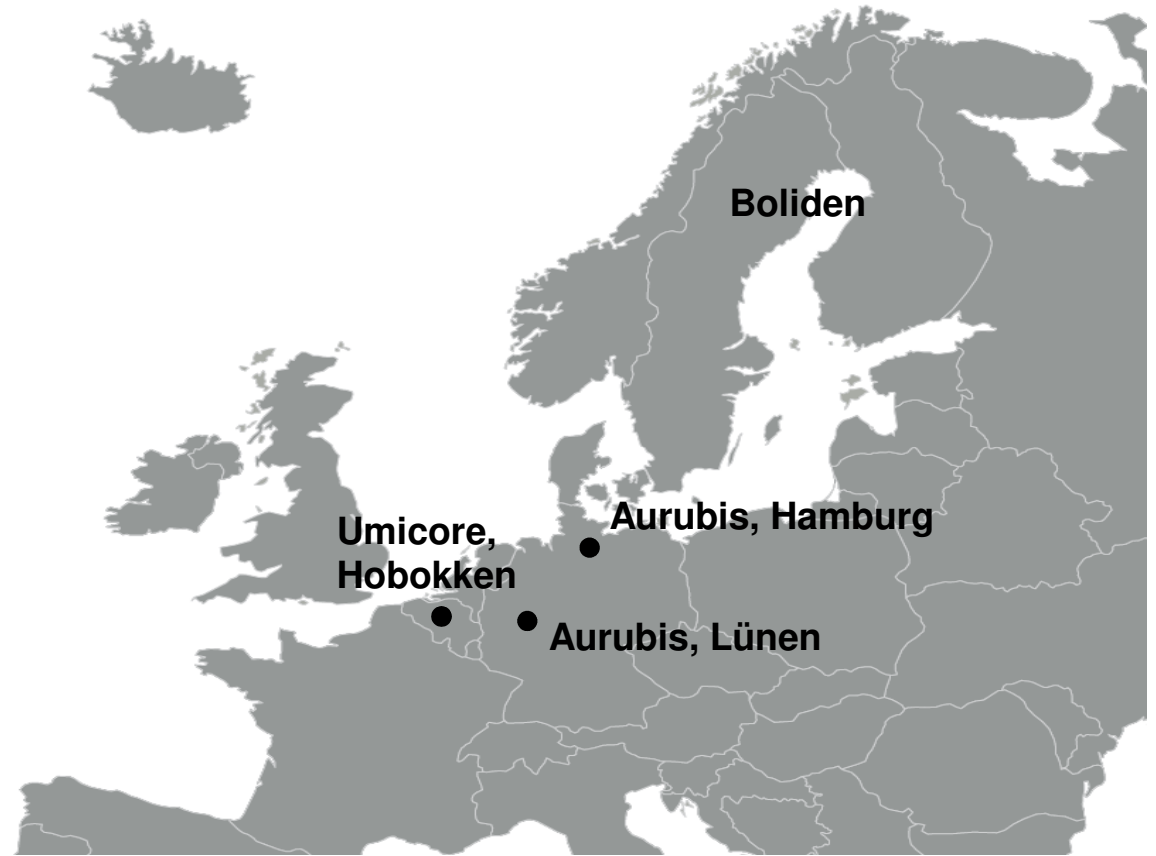 Boliden
Aurubis, Hamburg
Umicore,
Hobokken
Aurubis, Lünen